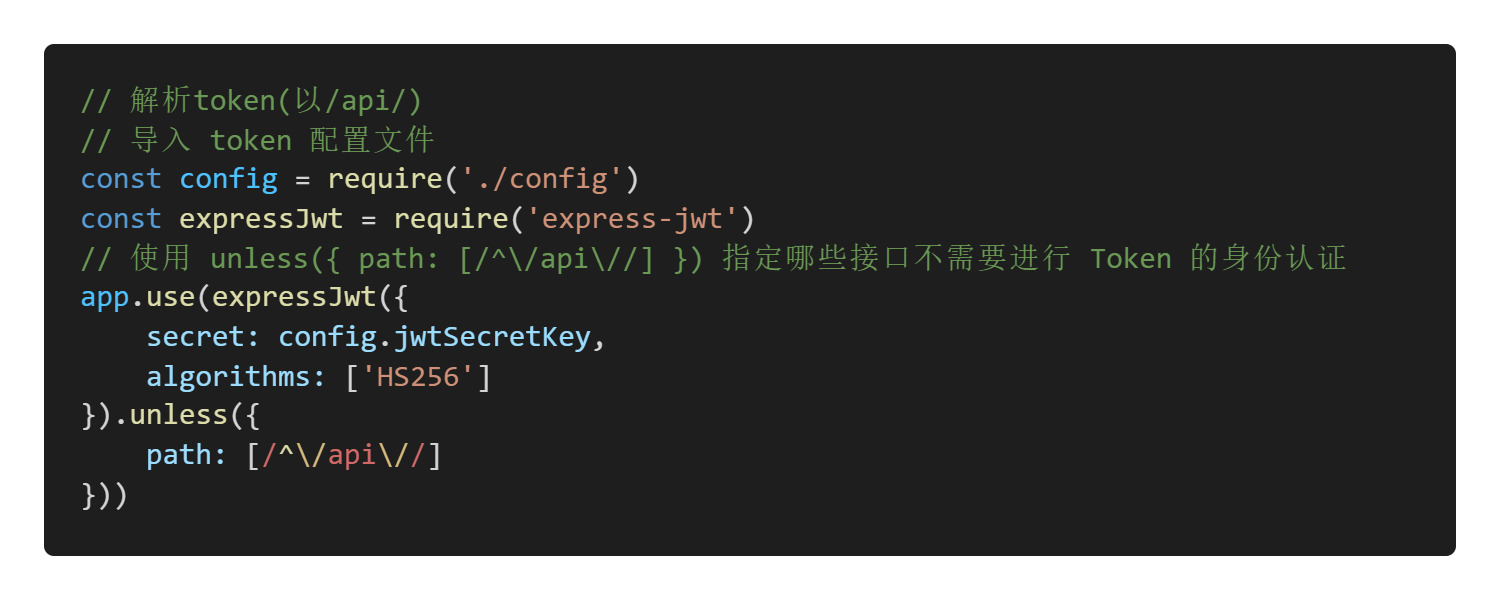 // 解析token(以/api/)
// 导入 token 配置文件
const config = require('./config')
const expressJwt = require('express-jwt')
// 使用 unless({ path: [/^\/api\//] }) 指定哪些接口不需要进行 Token 的身份认证
app.use(expressJwt({
    secret: config.jwtSecretKey,
    algorithms: ['HS256']
}).unless({
    path: [/^\/api\//]
}))